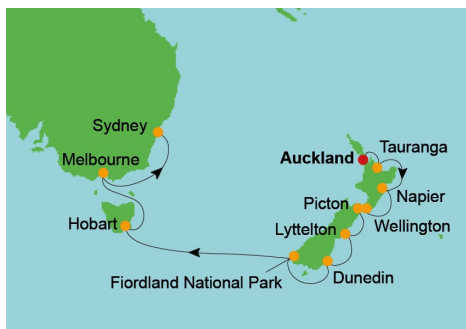 Sydney
Melbourne
Hobart
Auckland
Tauranga
Napier
Picton
Wellington
Lyttelton
Dunedin
Fiordland National Park